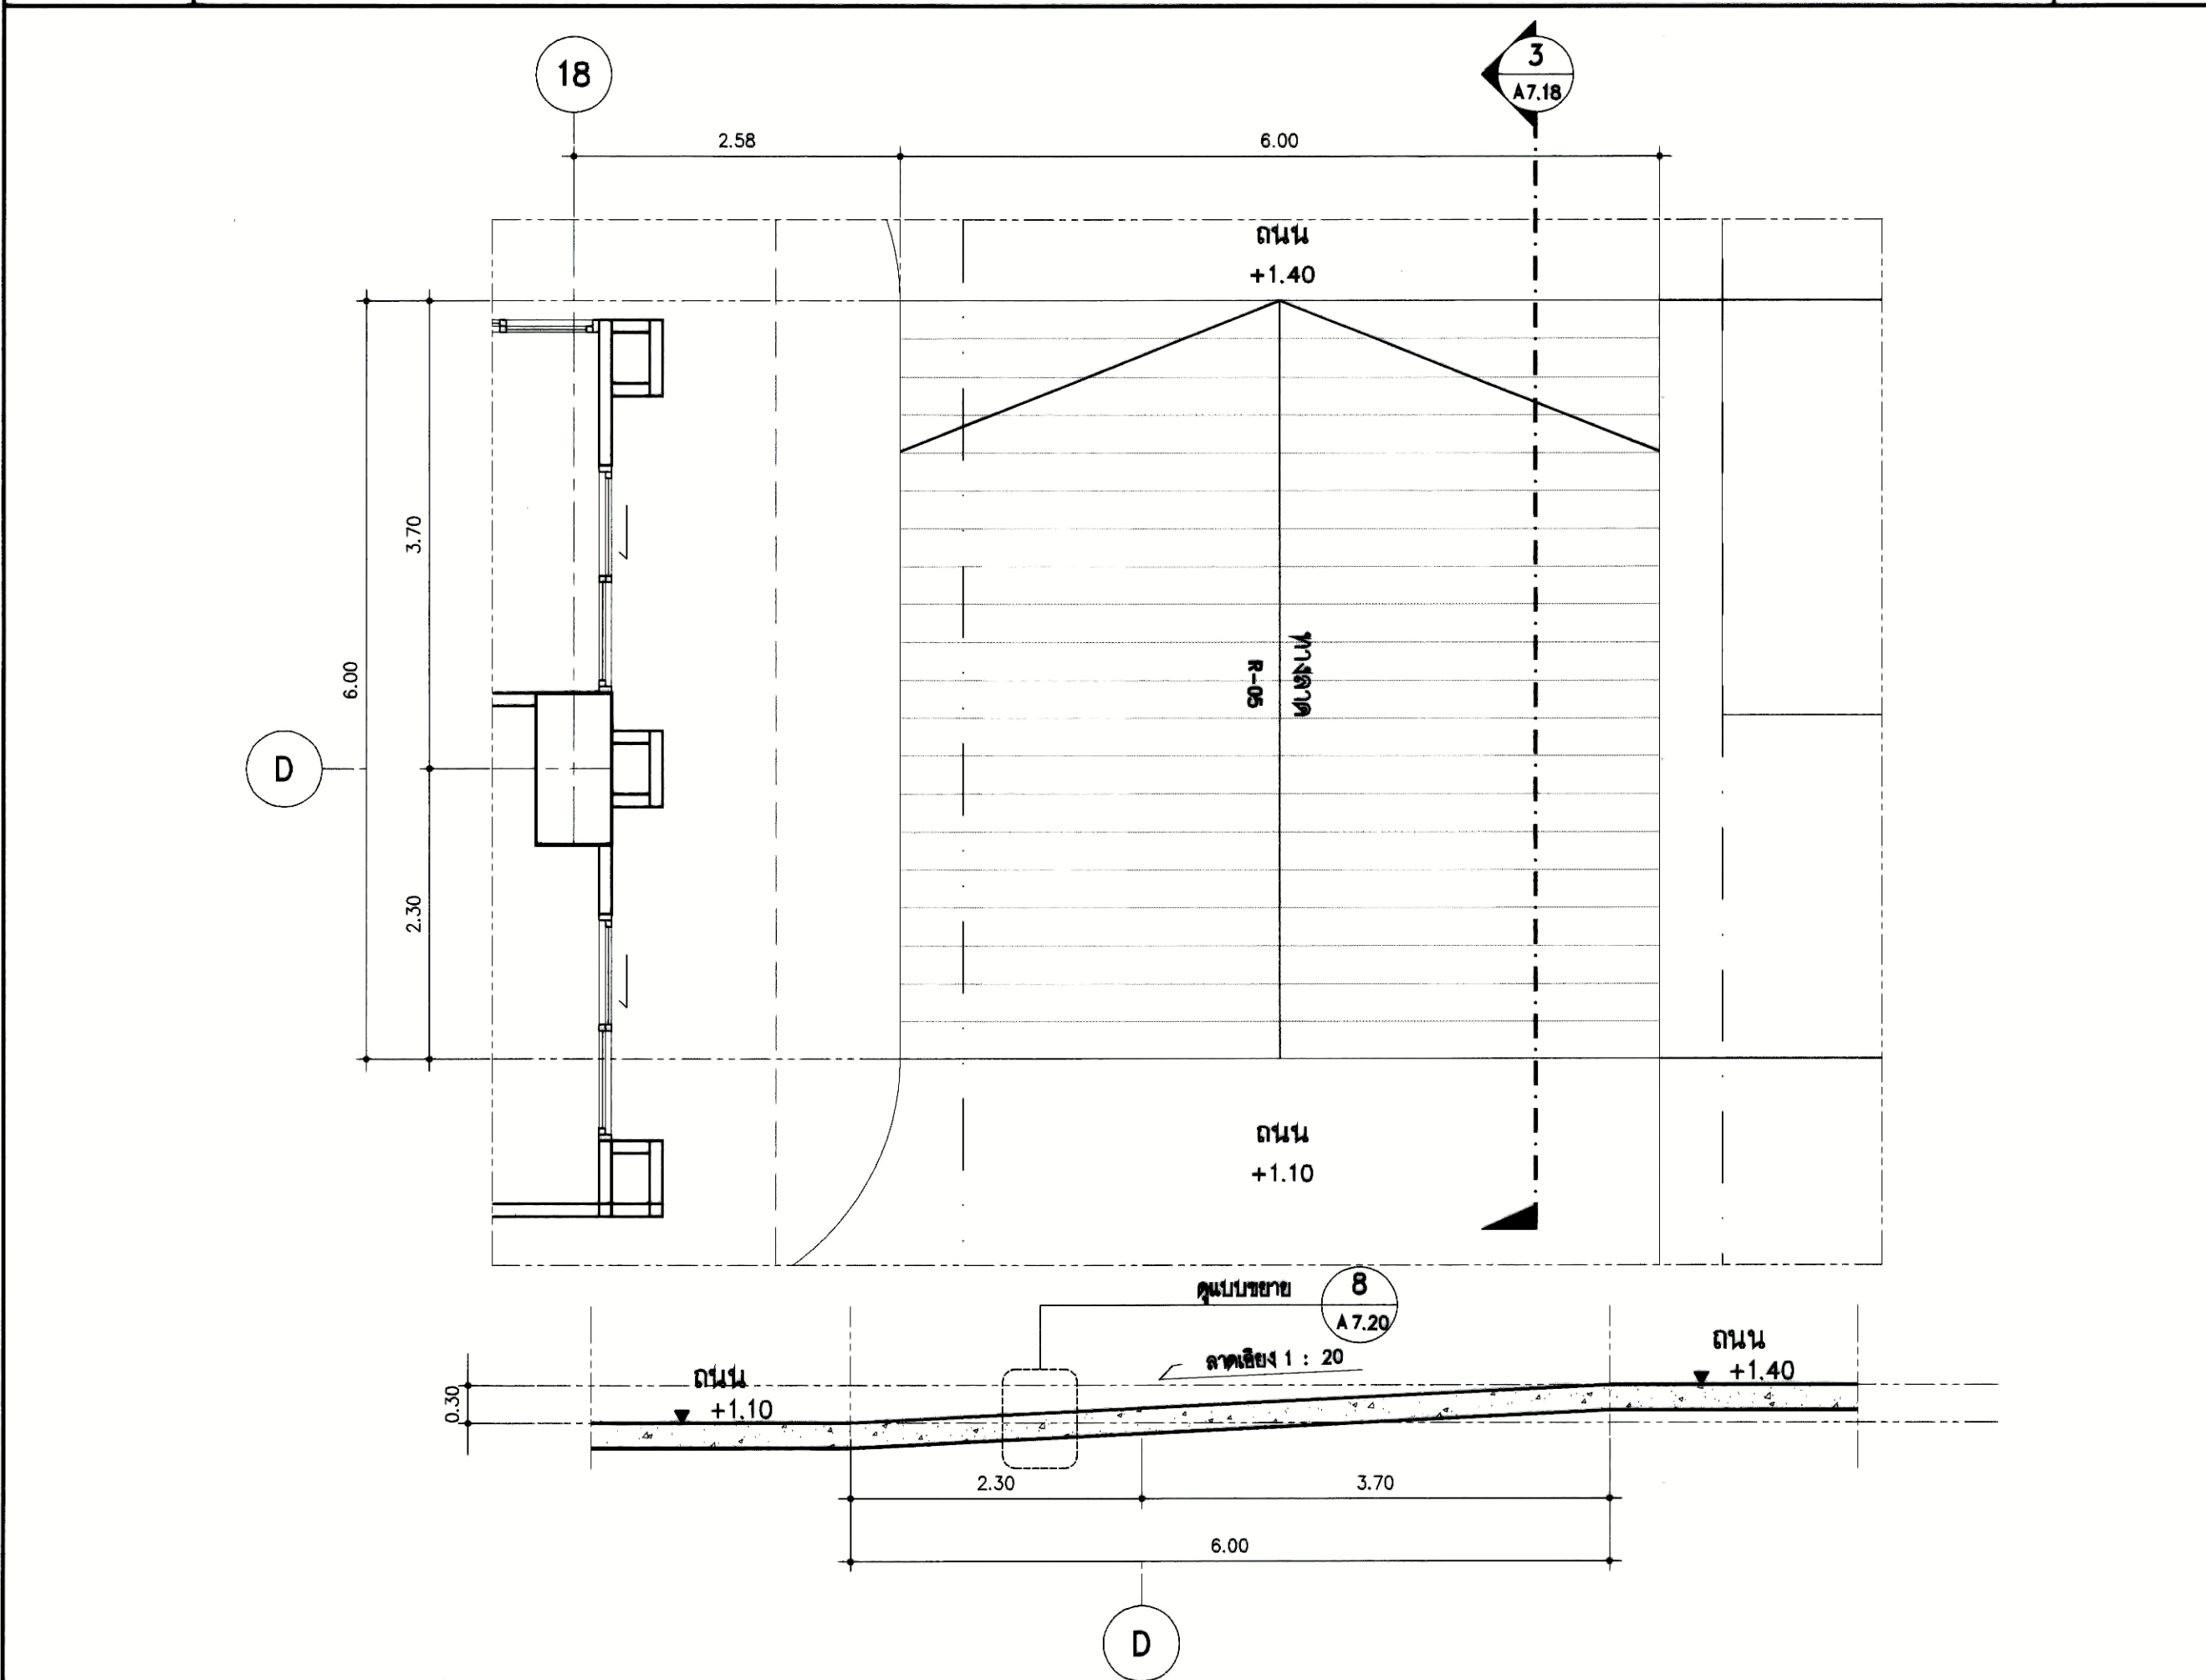 18
3
A7.18
2.58
6.00
ถนน
+1.40
3.70
6.00
ทางลาด
R-05
D
2.30
ถนน
+1.10
ดูแบบขยาย
8
A7.20
ถนน
+1.40
ลาดเอียง 1 : 20
ถนน
+1.10
0.30
2.30
3.70
6.00
D